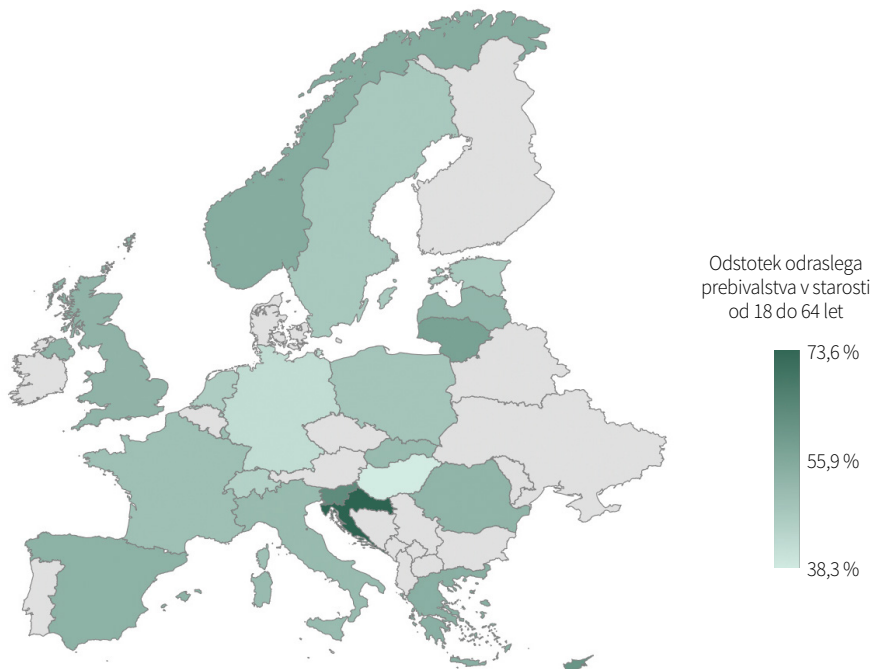 Odstotek odraslega
prebivalstva v starosti
od 18 do 64 let
73,6 %
55,9 %
38,3 %